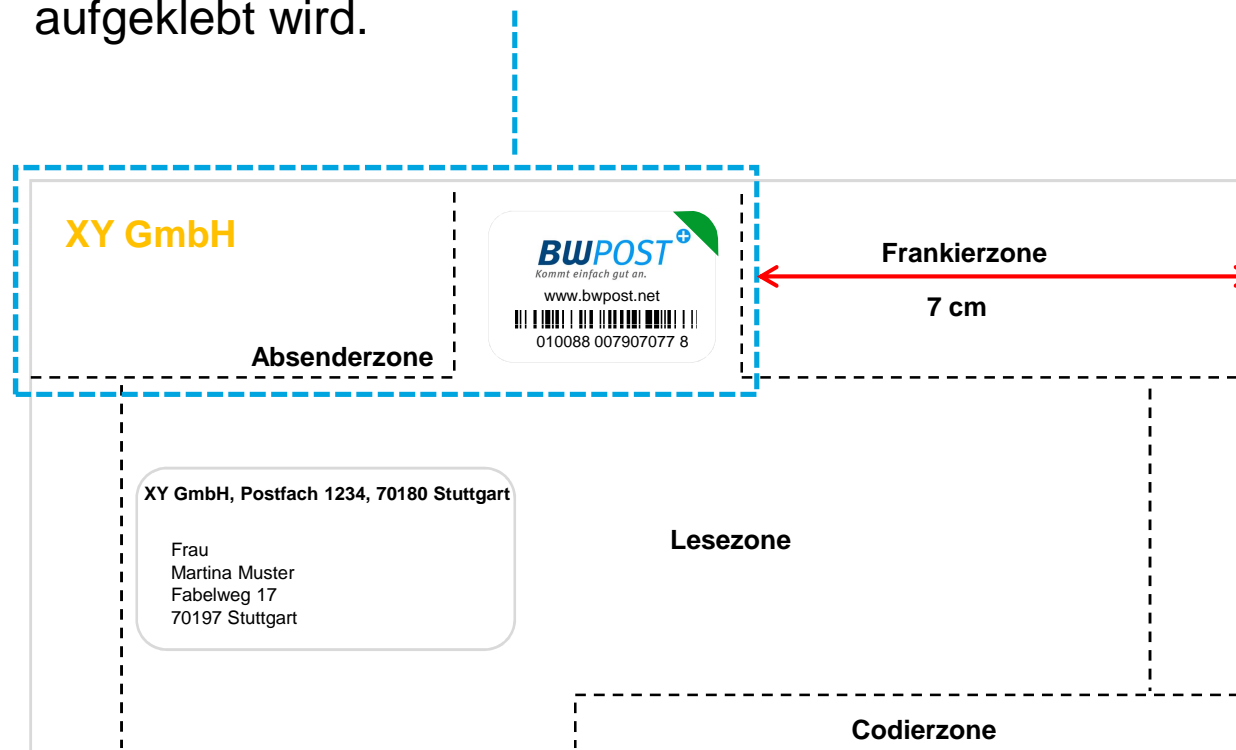 aufgeklebt wird.
XY GmbH
BWPOST
Kommt einfach gut an.
www.bwpost.net
010088 007907077 8
Absenderzone
Frankierzone
7 cm
XY GmbH, Postfach 1234, 70180 Stuttgart
Frau
Martina Muster
Fabelweg 17
70197 Stuttgart
Lesezone
Codierzone